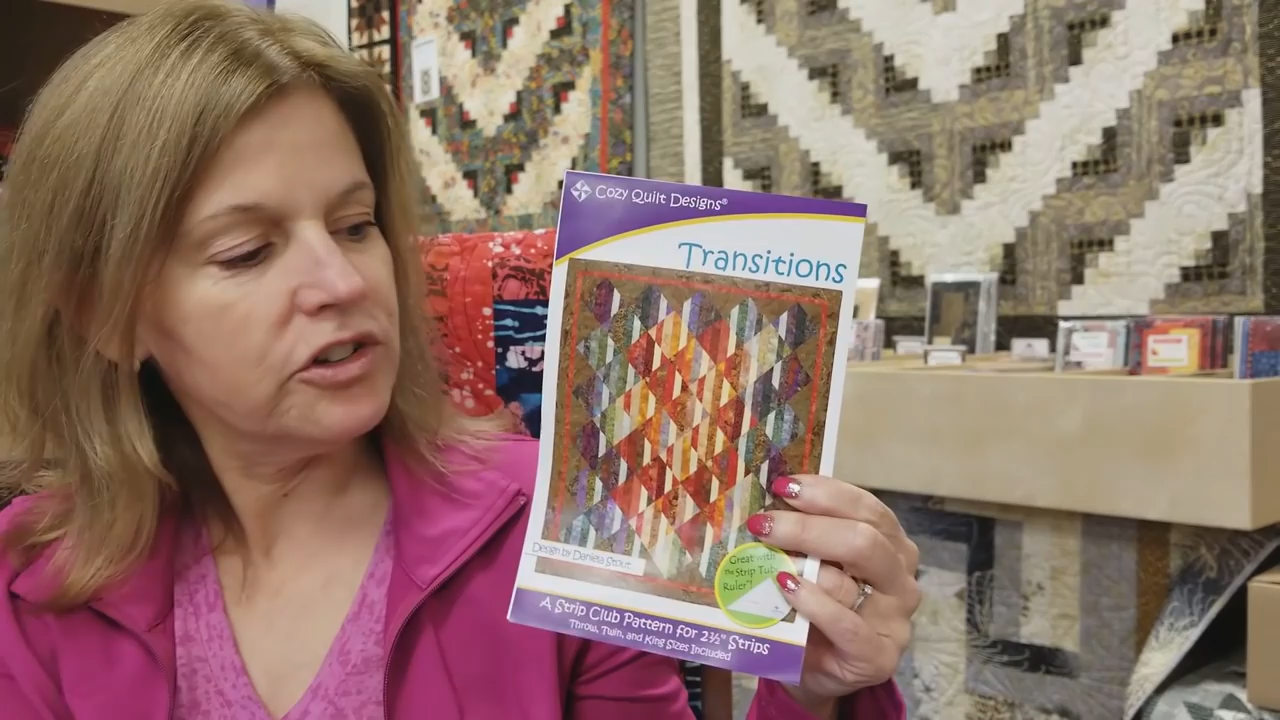 Cozy Quilt Designs®
Transitions
Design by Daniela Stout
Great with
the Strip Tube
Ruler™!
A Strip Club Pattern for 2½" Strips
Throw, Twin, and King Sizes Included